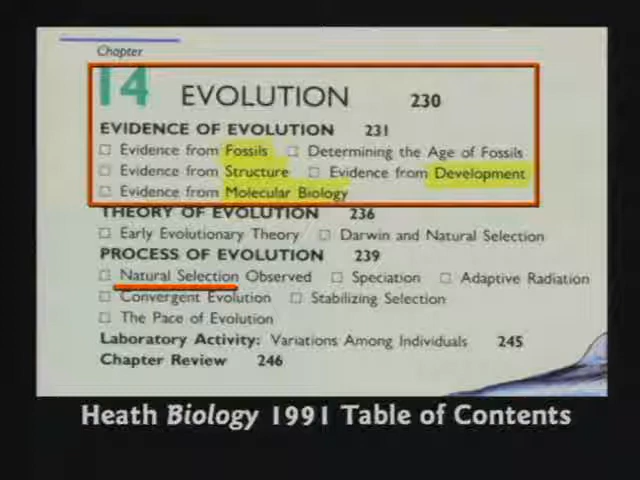 Chapter
14 EVOLUTION 230
EVIDENCE OF EVOLUTION 231
□ Evidence from Fossils □ Determining the Age of Fossils
□ Evidence from Structure □ Evidence from Development
□ Evidence from Molecular Biology
THEORY OF EVOLUTION 236
□ Early Evolutionary Theory □ Darwin and Natural Selection
PROCESS OF EVOLUTION 239
□ Natural Selection Observed □ Speciation □ Adaptive Radiation
□ Convergent Evolution □ Stabilizing Selection
□ The Pace of Evolution
Laboratory Activity: Variations Among Individuals 245
Chapter Review 246
Heath Biology 1991 Table of Contents